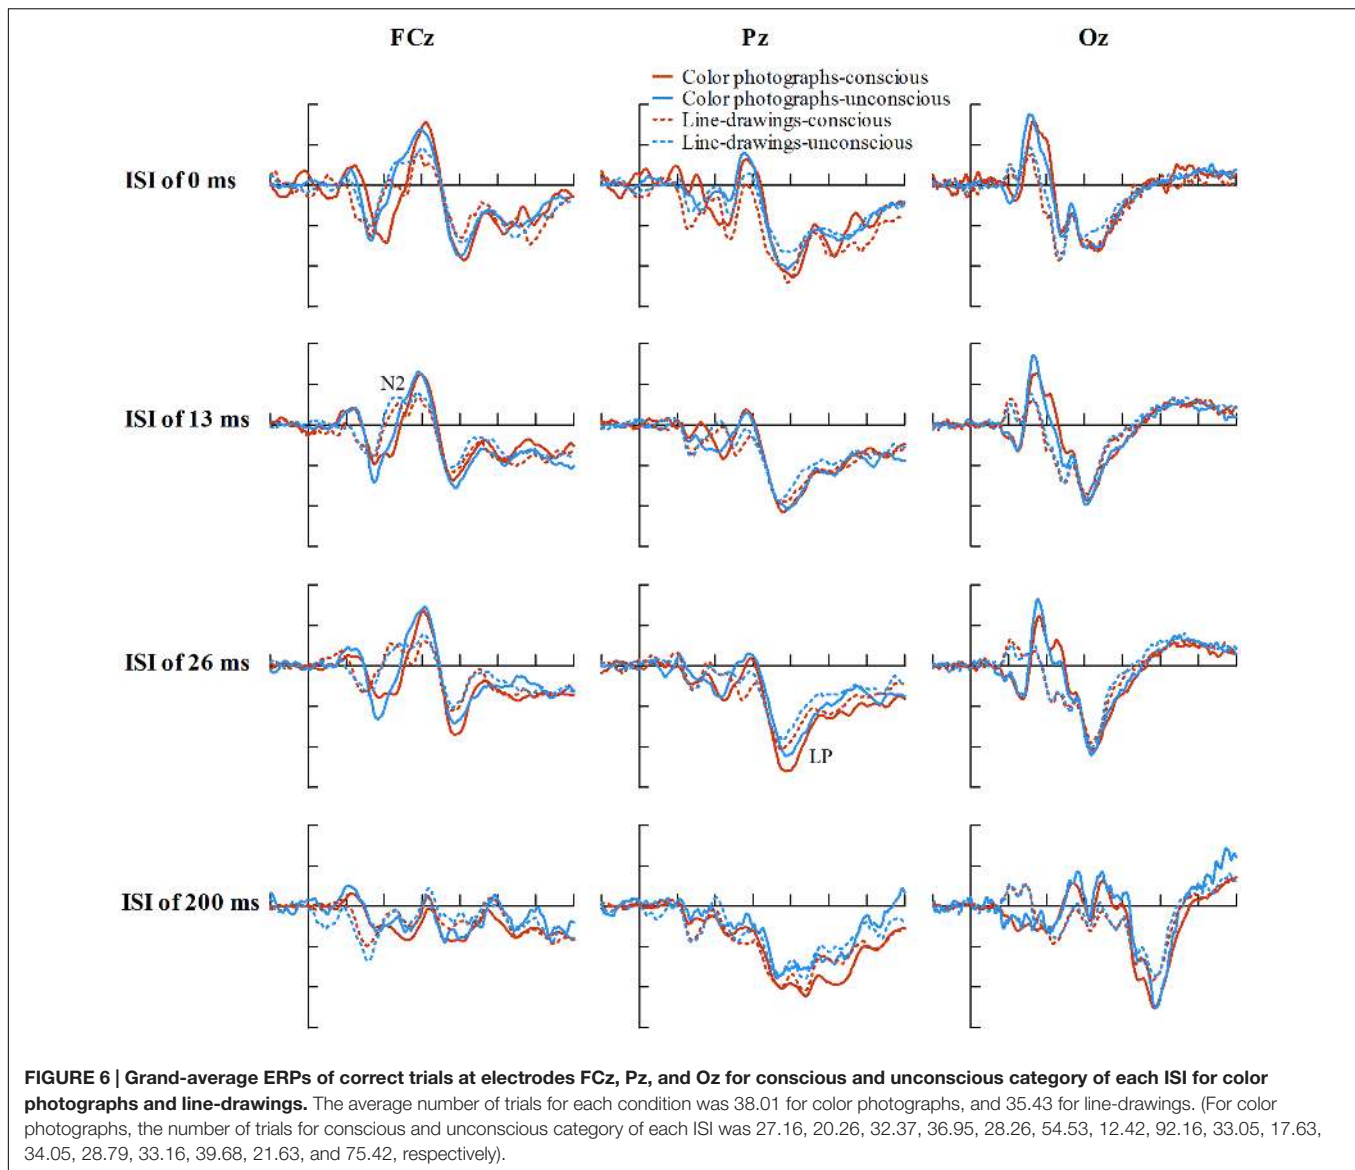 FCz Pz Oz
Color photographs-conscious
Color photographs-unconscious
Line-drawings-conscious
Line-drawings-unconscious
ISI of 0 ms
N2
ISI of 13 ms
ISI of 26 ms
LP
ISI of 200 ms
FIGURE 6 | Grand-average ERPs of correct trials at electrodes FCz, Pz, and Oz for conscious and unconscious category of each ISI for color
photographs and line-drawings. The average number of trials for each condition was 38.01 for color photographs, and 35.43 for line-drawings. (For color
photographs, the number of trials for conscious and unconscious category of each ISI was 27.16, 20.26, 32.37, 36.95, 28.26, 54.53, 12.42, 92.16, 33.05, 17.63,
34.05, 28.79, 33.16, 39.68, 21.63, and 75.42, respectively).